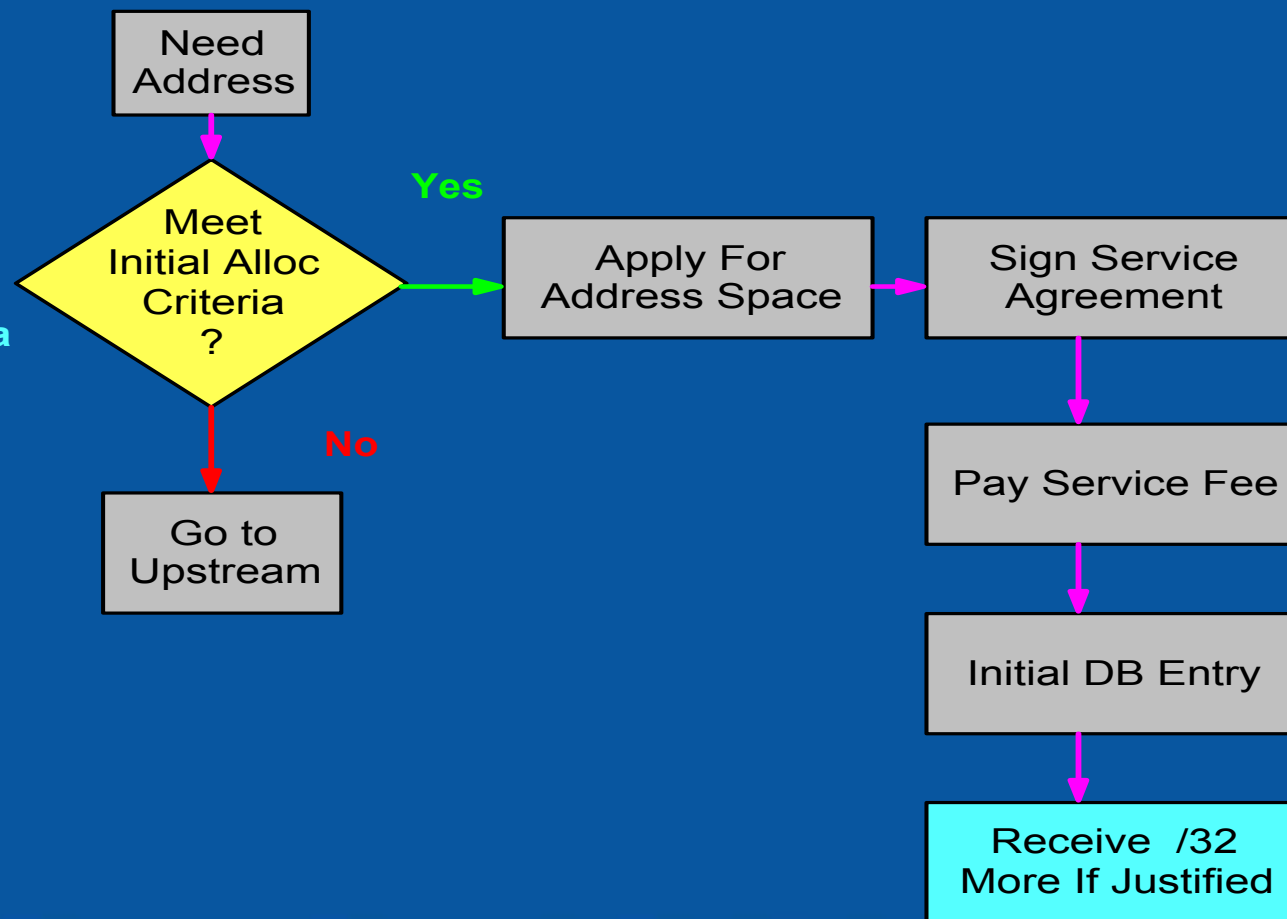 Need
Address
Meet
Initial Alloc
Criteria
?
Yes
No
Go to
Upstream
Apply For
Address Space
Sign Service
Agreement
Pay Service Fee
Initial DB Entry
Receive /32
More If Justified
a